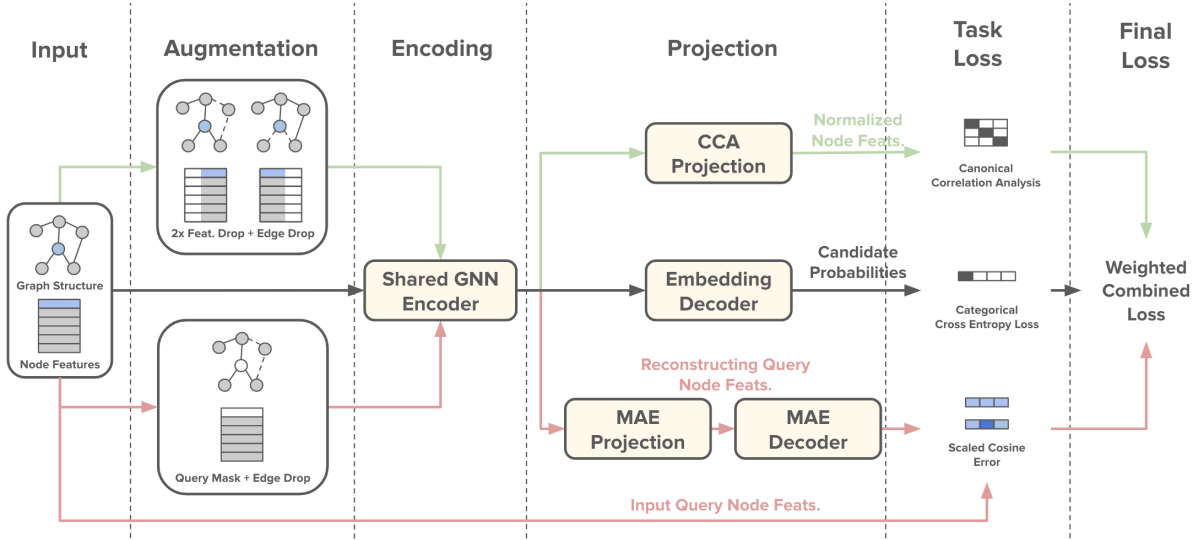 Input
Augmentation
Encoding
Projection
Task
Loss
Final
Loss
2x Feat. Drop + Edge Drop
Graph Structure
Node Features
Query Mask + Edge Drop
Shared GNN
Encoder
CCA
Projection
Normalized
Node Feats.
Canonical
Correlation Analysis
Embedding
Decoder
Candidate
Probabilities
Categorical
Cross Entropy Loss
Weighted
Combined
Loss
Reconstructing Query
Node Feats.
MAE
Projection
MAE
Decoder
Scaled Cosine
Error
Input Query Node Feats.